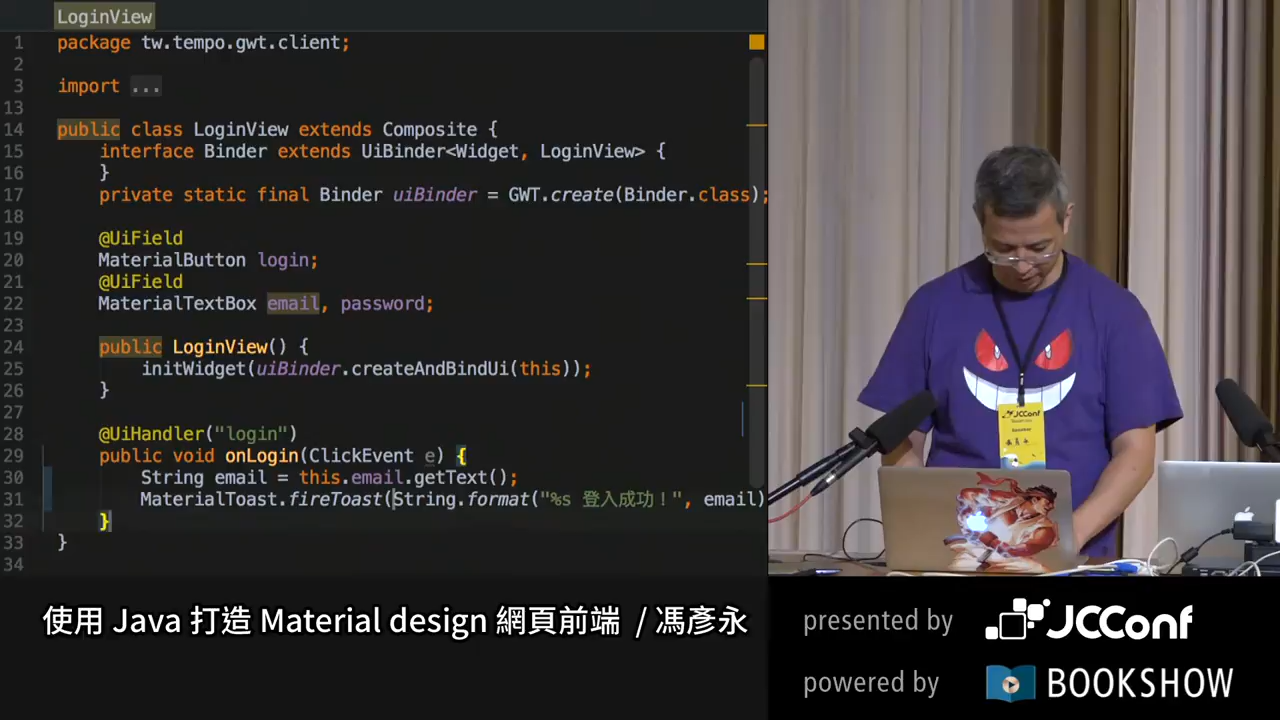 LoginView
1 package tw.tempo.gwt.client;
2
3 import ...
13
14 public class LoginView extends Composite {
15 interface Binder extends UiBinder<Widget, LoginView> {
16 }
17 private static final Binder uiBinder = GWT.create(Binder.class);
18
19 @UiField
20 MaterialButton login;
21 @UiField
22 MaterialTextBox email, password;
23
24 public LoginView() {
25 initWidget(uiBinder.createAndBindUi(this));
26 }
27
28 @UiHandler("login")
29 public void onLogin(ClickEvent e) {
30 String email = this.email.getText();
31 MaterialToast.fireToast(String.format("%s 登入成功！", email)
32 }
33 }
34
JCConf
使用 Java 打造 Material design 網頁前端 / 馮彥永
presented by JCConf
powered by BOOKSHOW